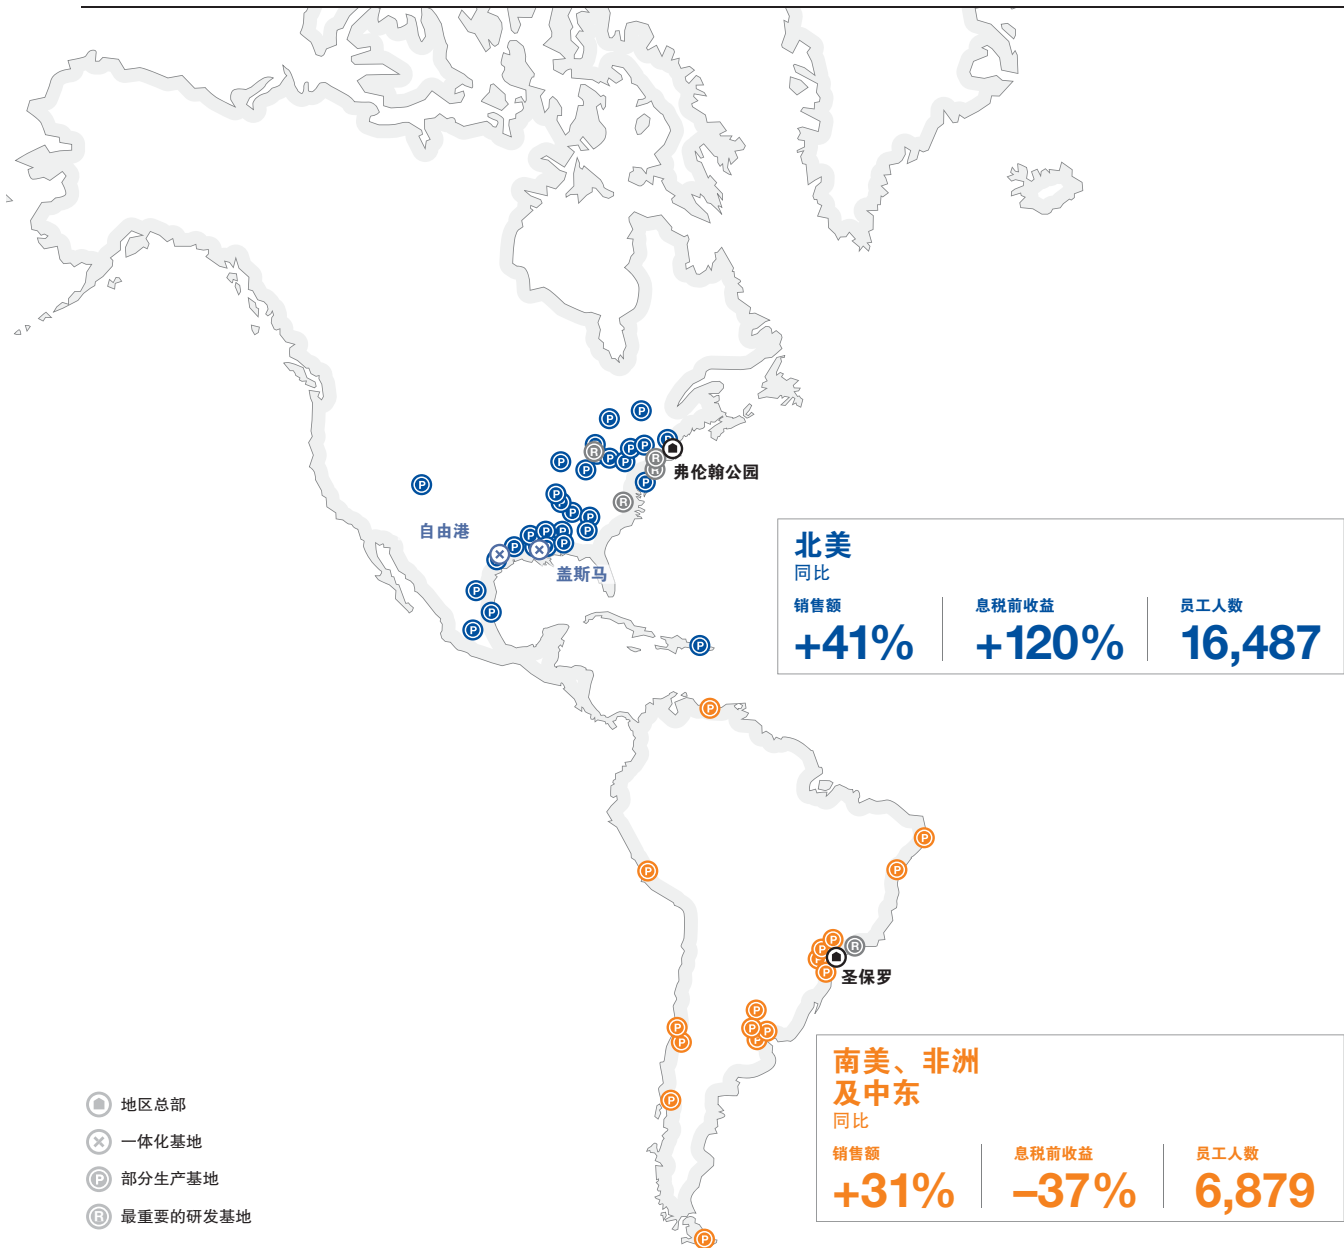 弗伦翰公园
自由港
盖斯马
北美
同比
销售额
+41%
息税前收益
+120%
员工人数
16,487
圣保罗
南美、非洲
及中东
同比
销售额
+31%
息税前收益
–37%
员工人数
6,879
地区总部
一体化基地
P 部分生产基地
R 最重要的研发基地